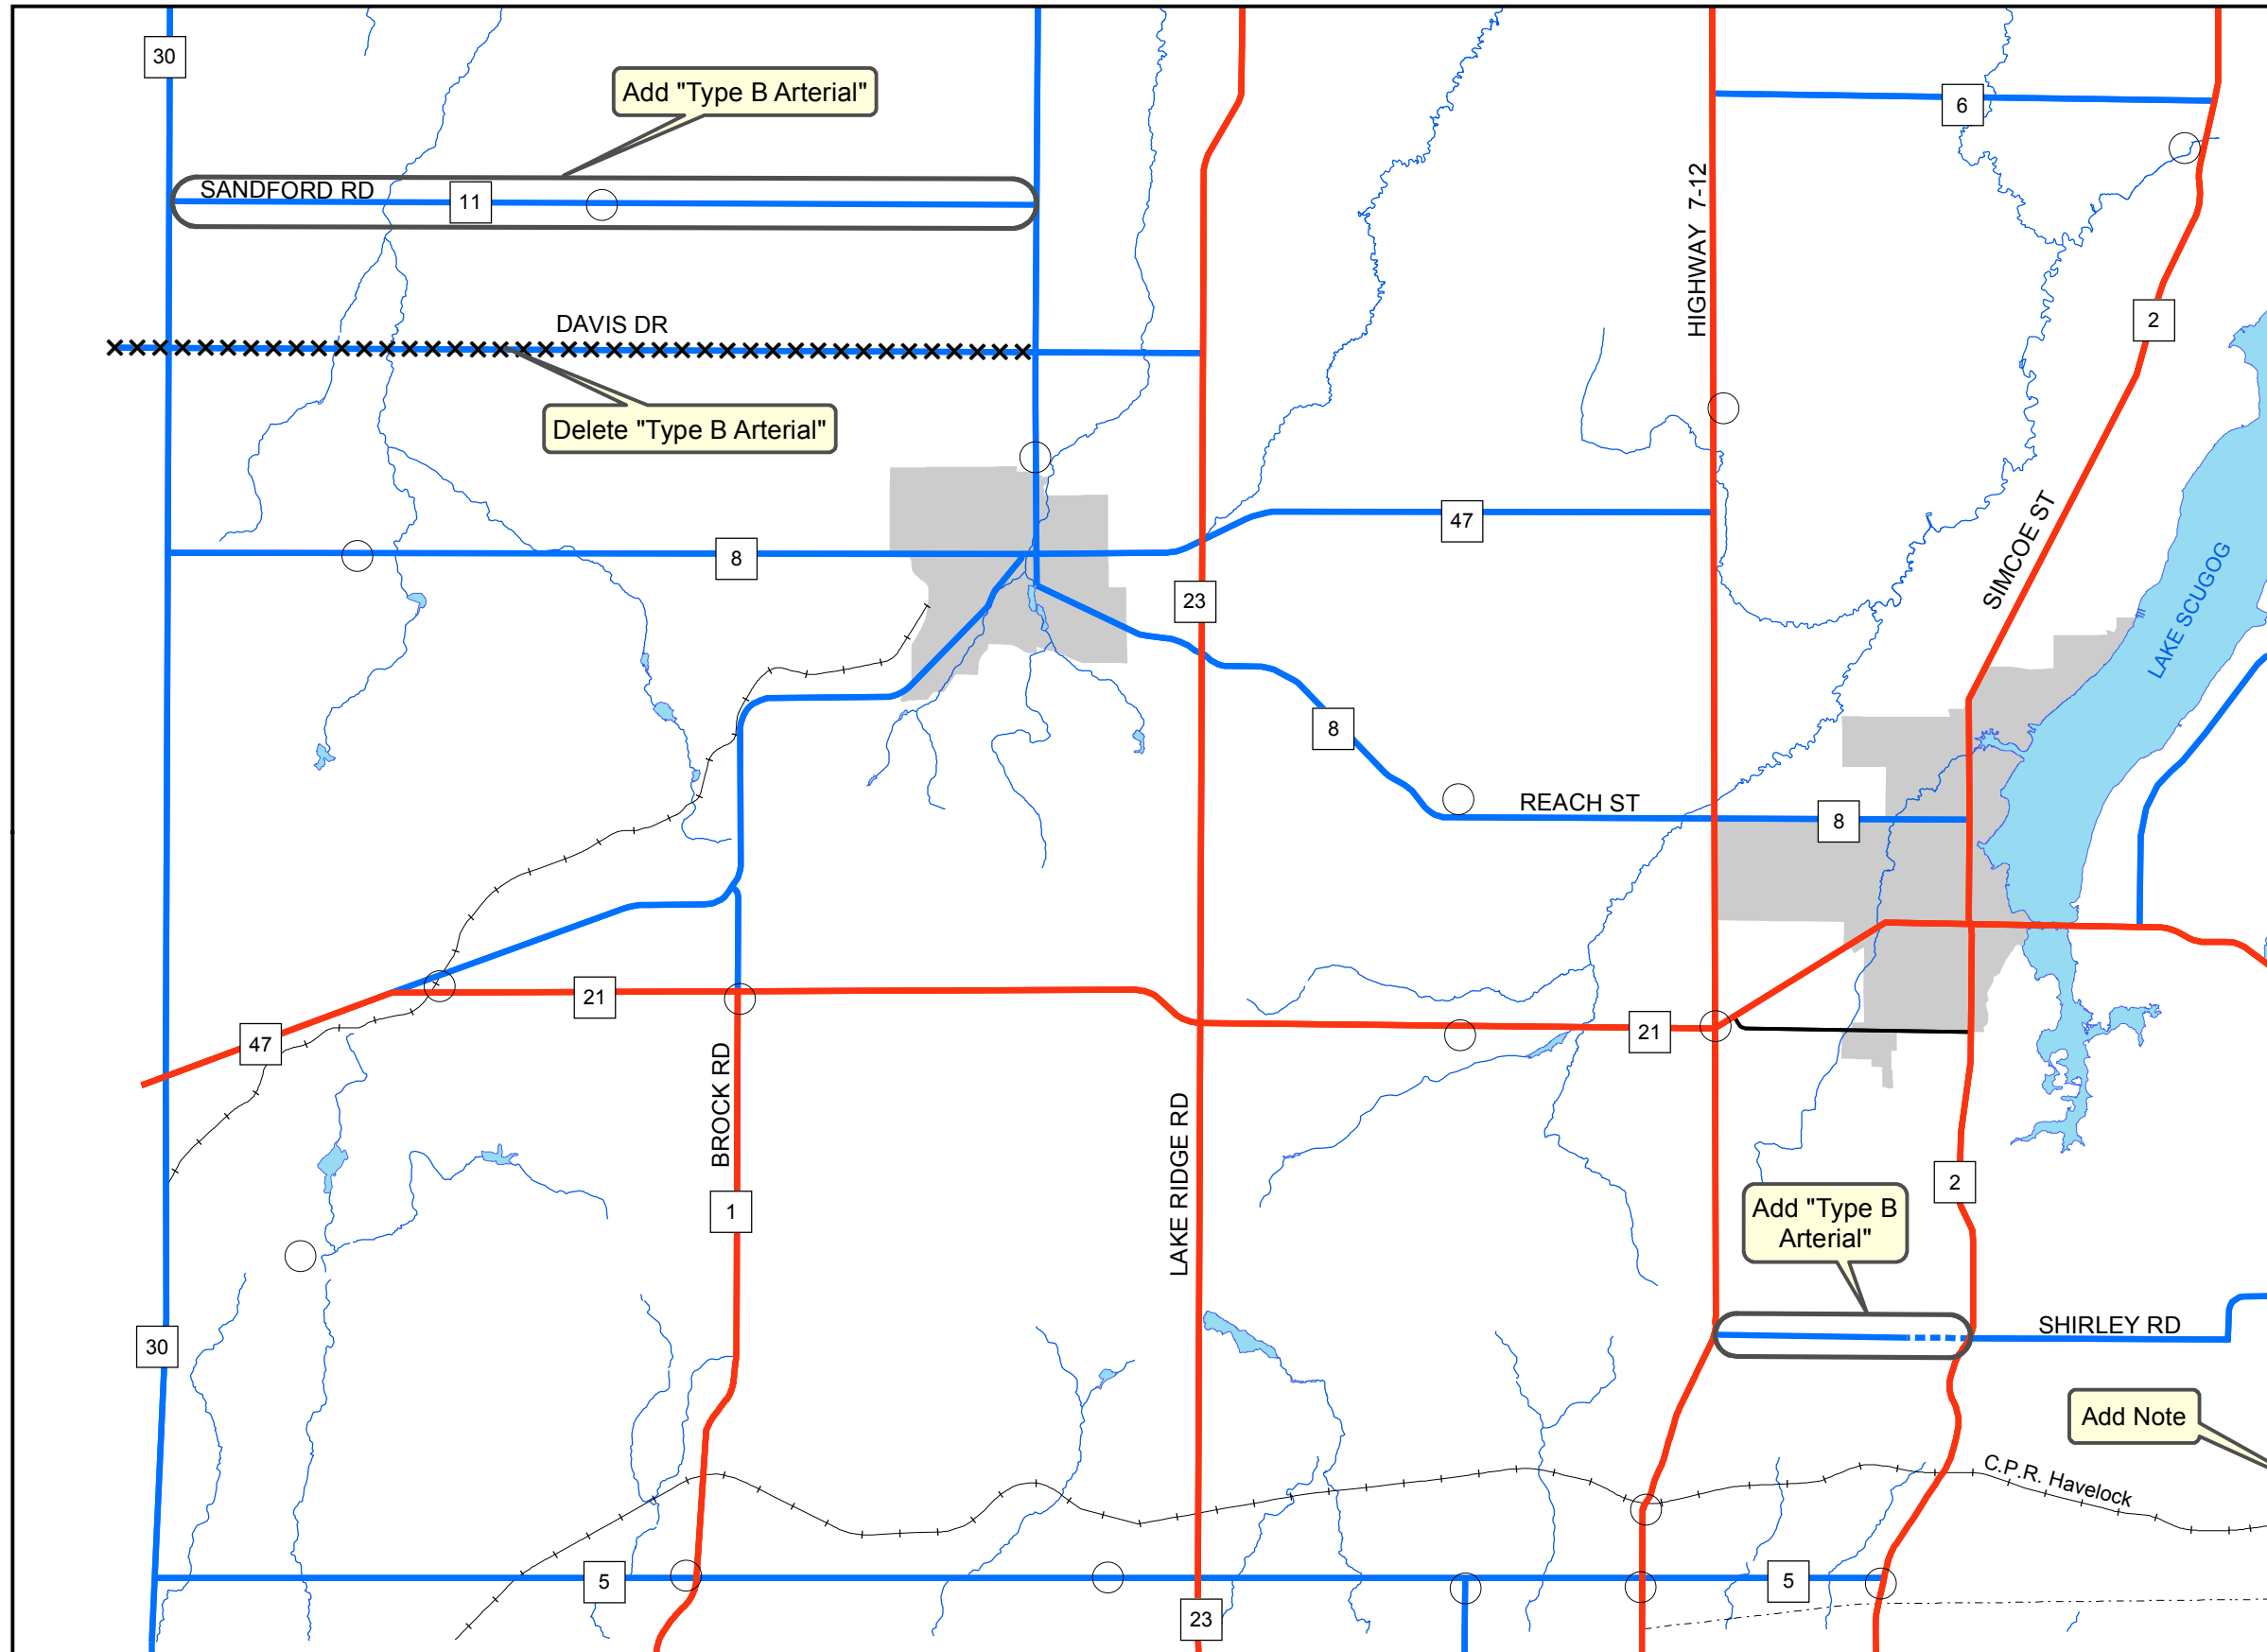 30
Add "Type B Arterial"
6
SANDFORD RD
11
HIGHWAY 7-12
DAVIS DR
2
Delete "Type B Arterial"
47
8
SIMCOE ST
LAKE SCUGOG
23
8
REACH ST
8
21
47
21
BROCK RD
LAKE RIDGE RD
1
2
Add "Type B
Arterial"
30
SHIRLEY RD
Add Note
C.P.R. Havelock
5
5
23